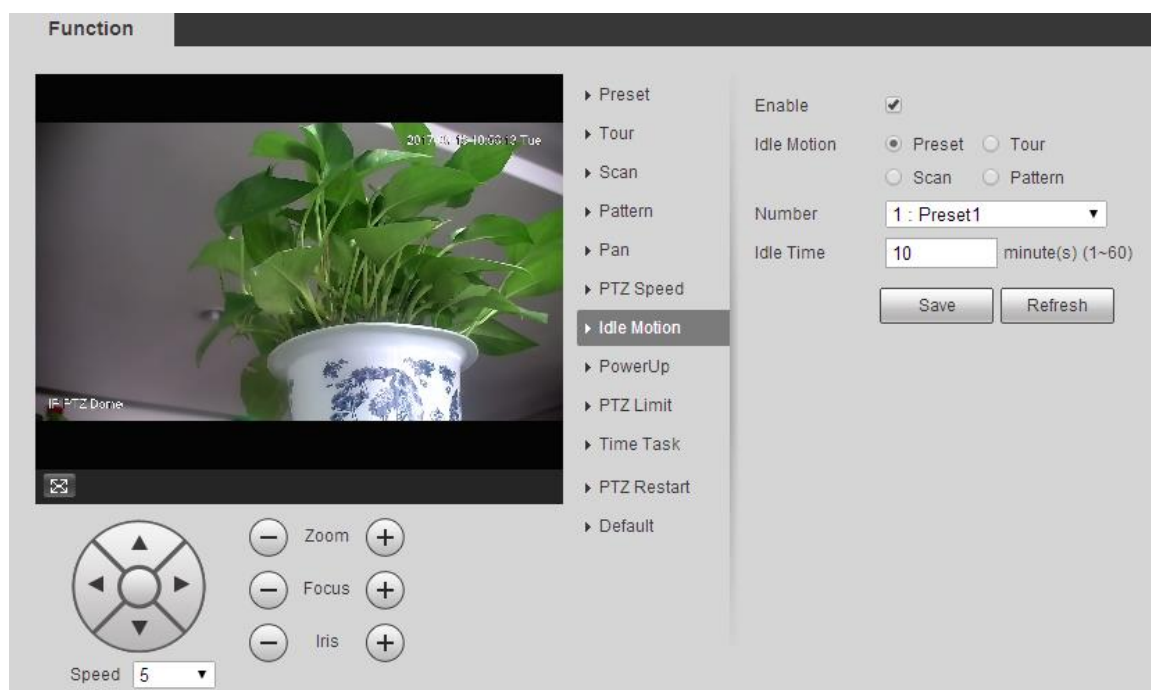 Function
Tue
PTZ Dome
Zoom
Focus
Iris
Speed 5
Preset
Tour
Scan
Pattern
Pan
PTZ Speed
Idle Motion
PowerUp
PTZ Limit
Time Task
PTZ Restart
Default
Enable
Idle Motion Preset Tour
Scan Pattern
Number 1 : Preset1
Idle Time 10 minute(s) (1~60)
Save Refresh